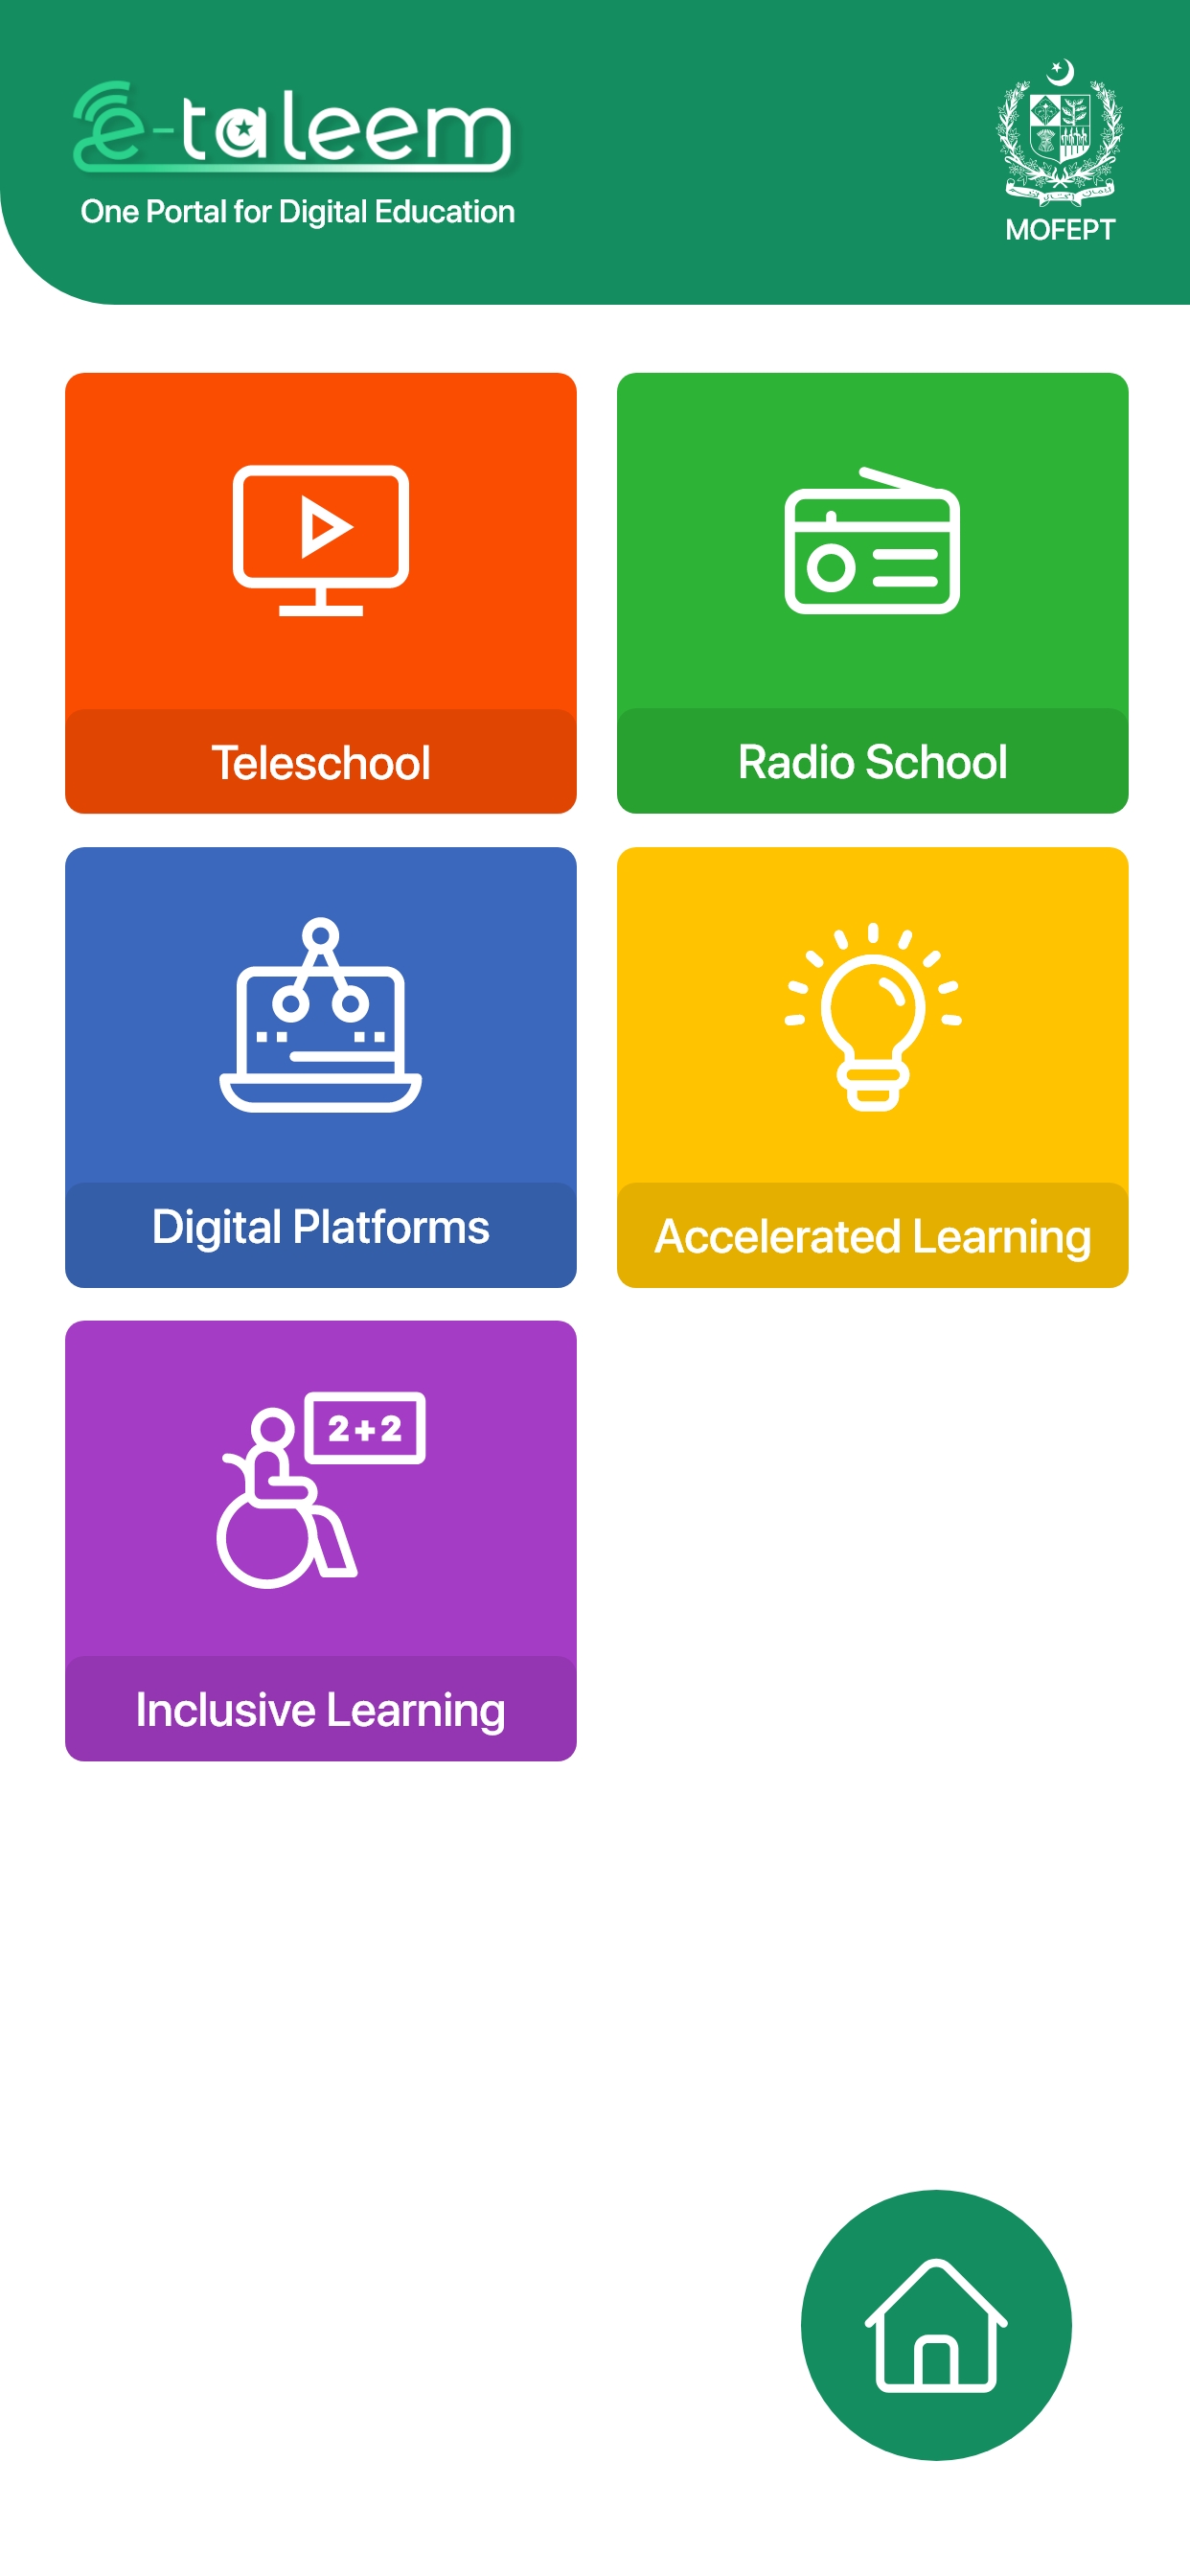 e-taleem
One Portal for Digital Education
MOFEPT
Teleschool
Radio School
Digital Platforms
Accelerated Learning
2+2
Inclusive Learning